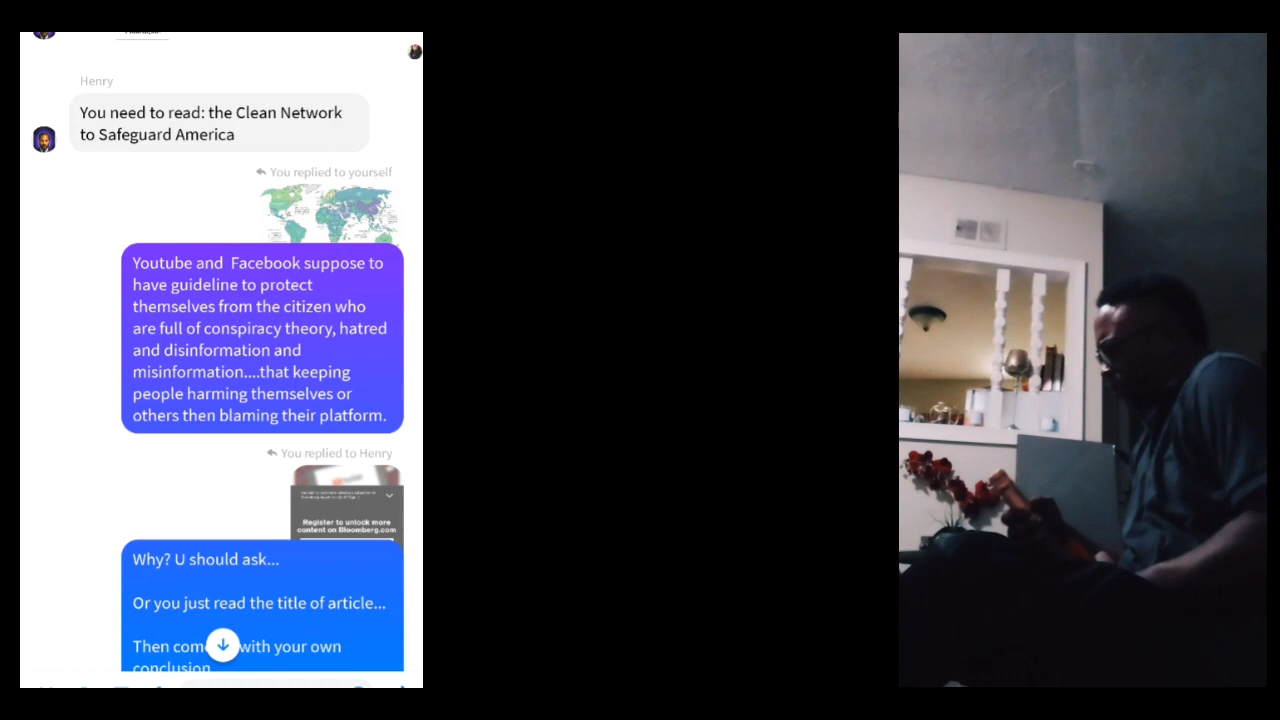 Henry
You need to read: the Clean Network
to Safeguard America
You replied to yourself
Youtube and  Facebook suppose to
have guideline to protect
themselves from the citizen who
are full of conspiracy theory, hatred
and disinformation and
misinformation....that keeping
people harming themselves or
others then blaming their platform.
You replied to Henry
Register to unlock more
content on Bloomberg.com
Why? U should ask...
Or you just read the title of article...
Then com with your own
conclusion